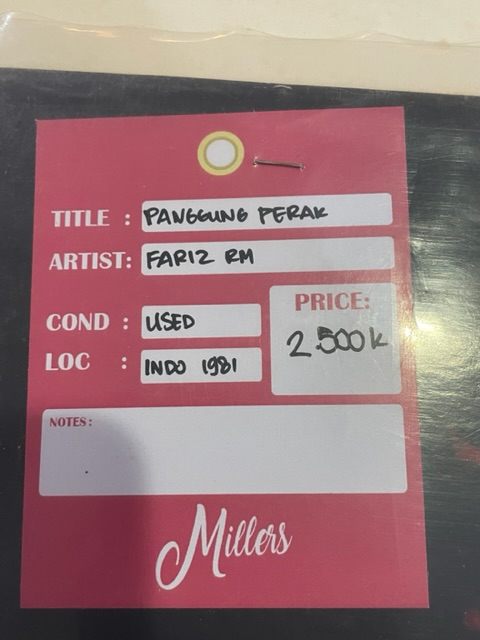 TITLE : PANGGUNG PERAK
ARTIST: FARIZ RM
COND : USED
LOC : INDO 1981
PRICE:
2.500k
NOTES:
Millers